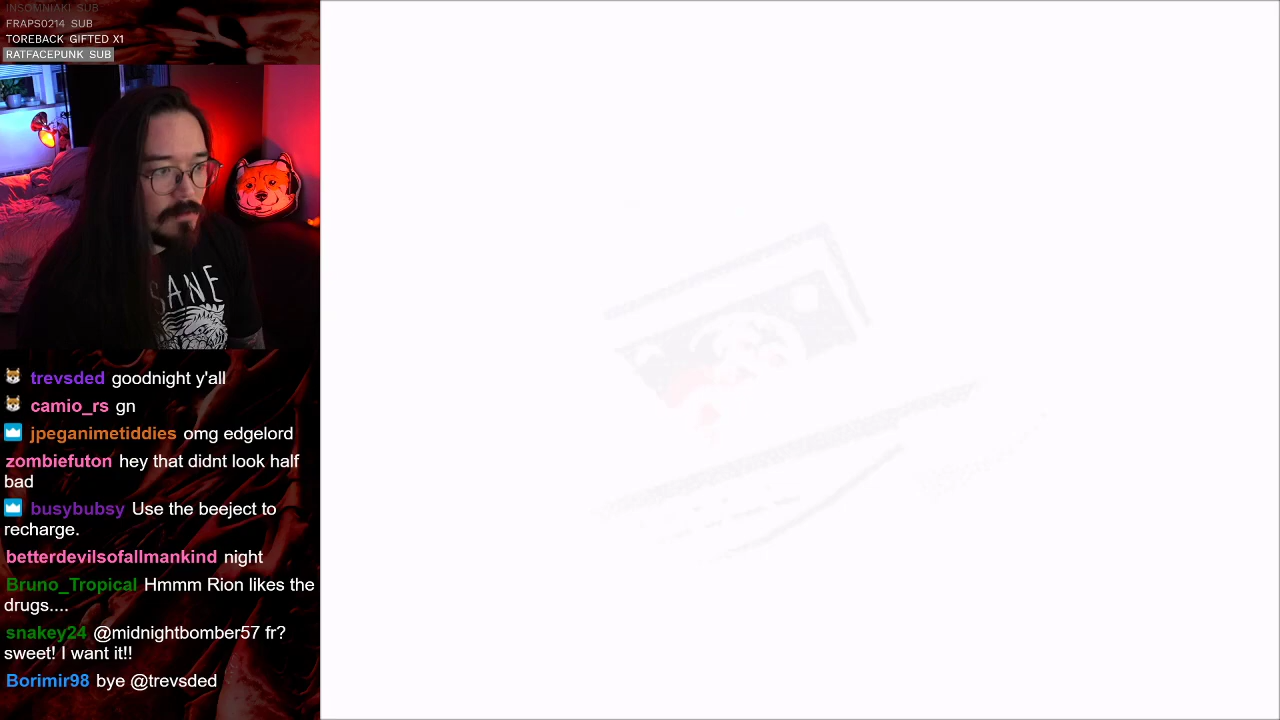 INSOMNIAKI SUB
FRAPS0214 SUB
TOREBACK GIFTED X1
RATFACEPUNK SUB
SANE
trevsded goodnight y'all
camio_rs gn
jpeganimetiddies omg edgelord
zombiefuton hey that didnt look half
bad
busybubsy Use the beeject to
recharge.
betterdevilsofallmankind night
Bruno_Tropical Hmmm Rion likes the
drugs....
snakey24 @midnightbomber57 fr?
sweet! I want it!!
Borimir98 bye @trevsded